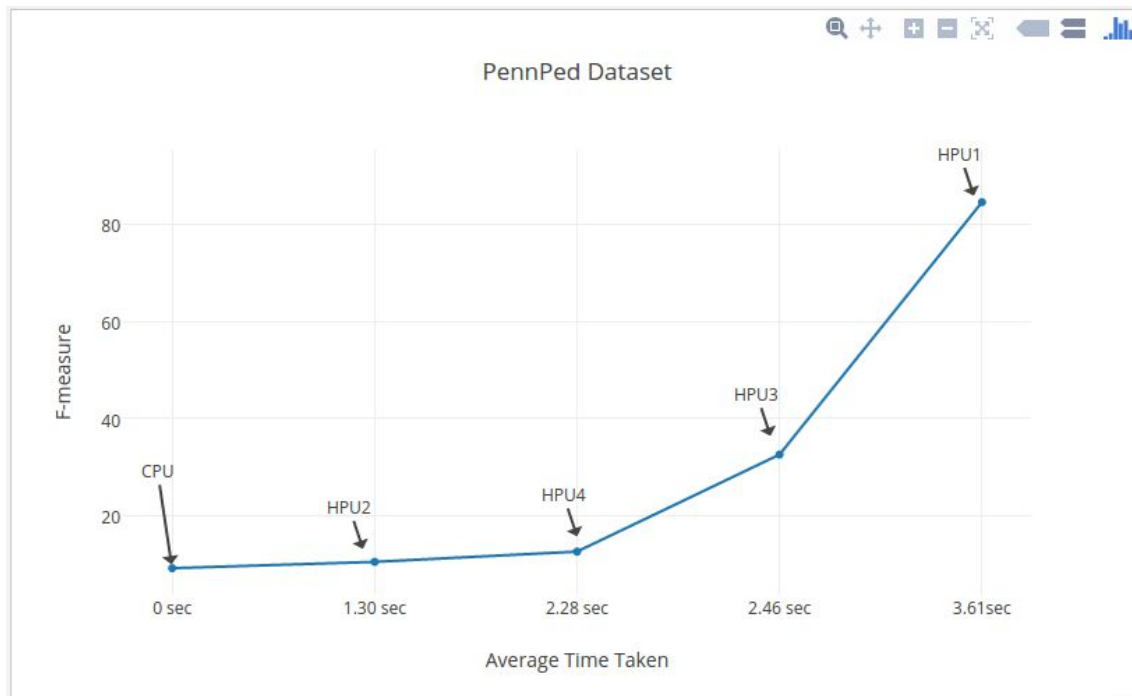 PennPed Dataset
HPU1
80
60
F-measure
HPU3
40
CPU
HPU4
HPU2
20
0 sec 1.30 sec 2.28 sec 2.46 sec 3.61sec
Average Time Taken